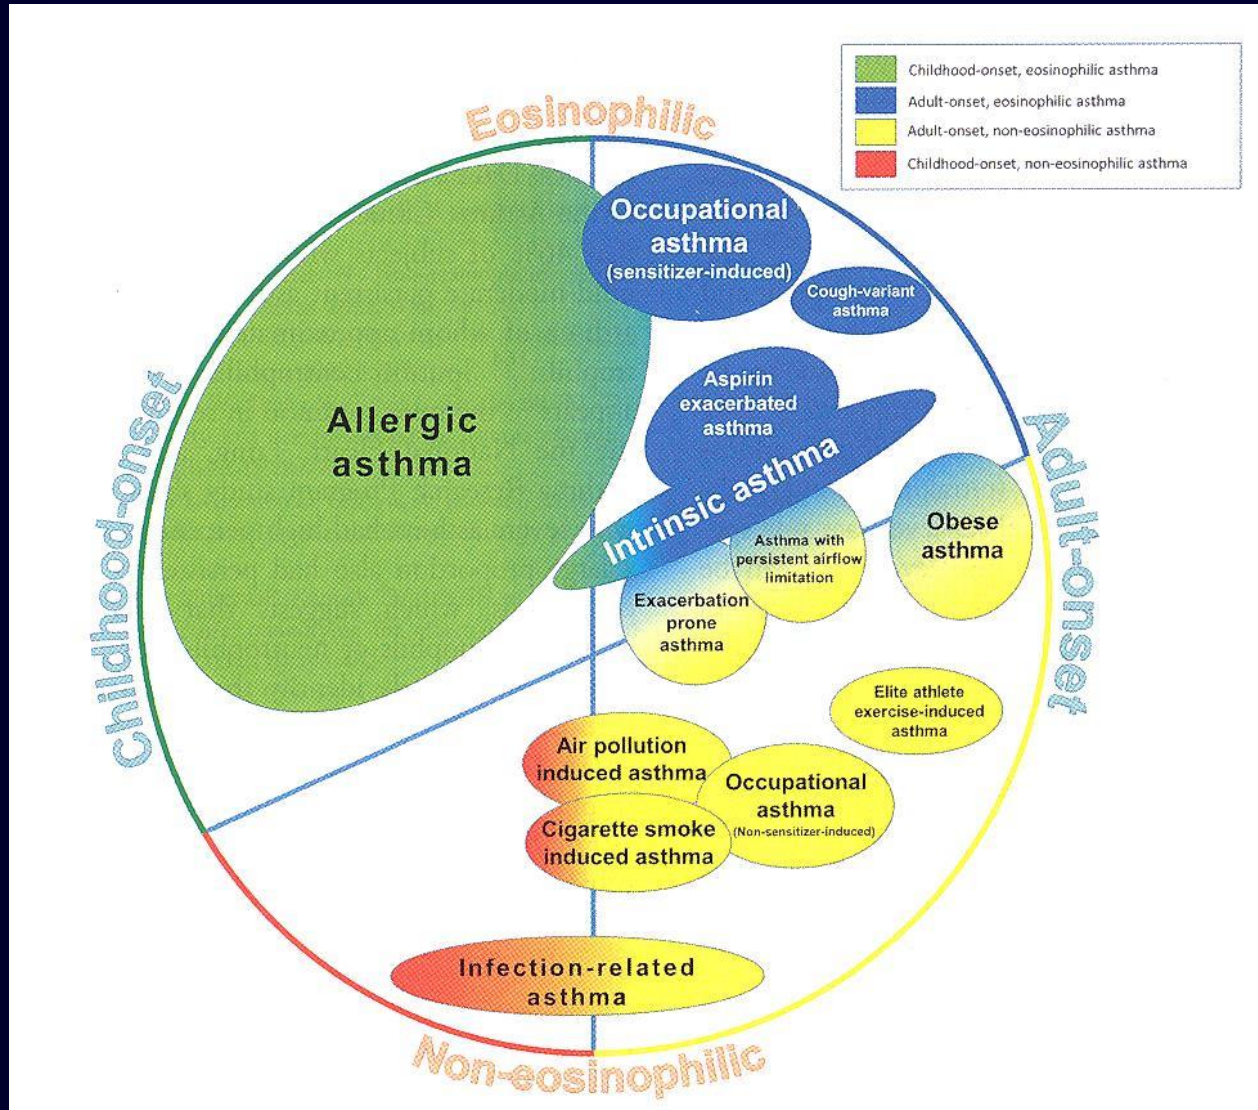 Childhood-onset, eosinophilic asthma
Adult-onset, eosinophilic asthma
Adult-onset, non-eosinophilic asthma
Childhood-onset, non-eosinophilic asthma
Eosinophilic
Childhood-onset
Adult-onset
Non-eosinophilic
Allergic
asthma
Occupational
asthma
(sensitizer-induced)
Cough-variant
asthma
Aspirin
exacerbated
asthma
Intrinsic asthma
Asthma with
persistent airflow
limitation
Obese
asthma
Exacerbation
prone
asthma
Elite athlete
exercise-induced
asthma
Air pollution
induced asthma
Occupational
asthma
(Non-sensitizer-induced)
Cigarette smoke
induced asthma
Infection-related
asthma